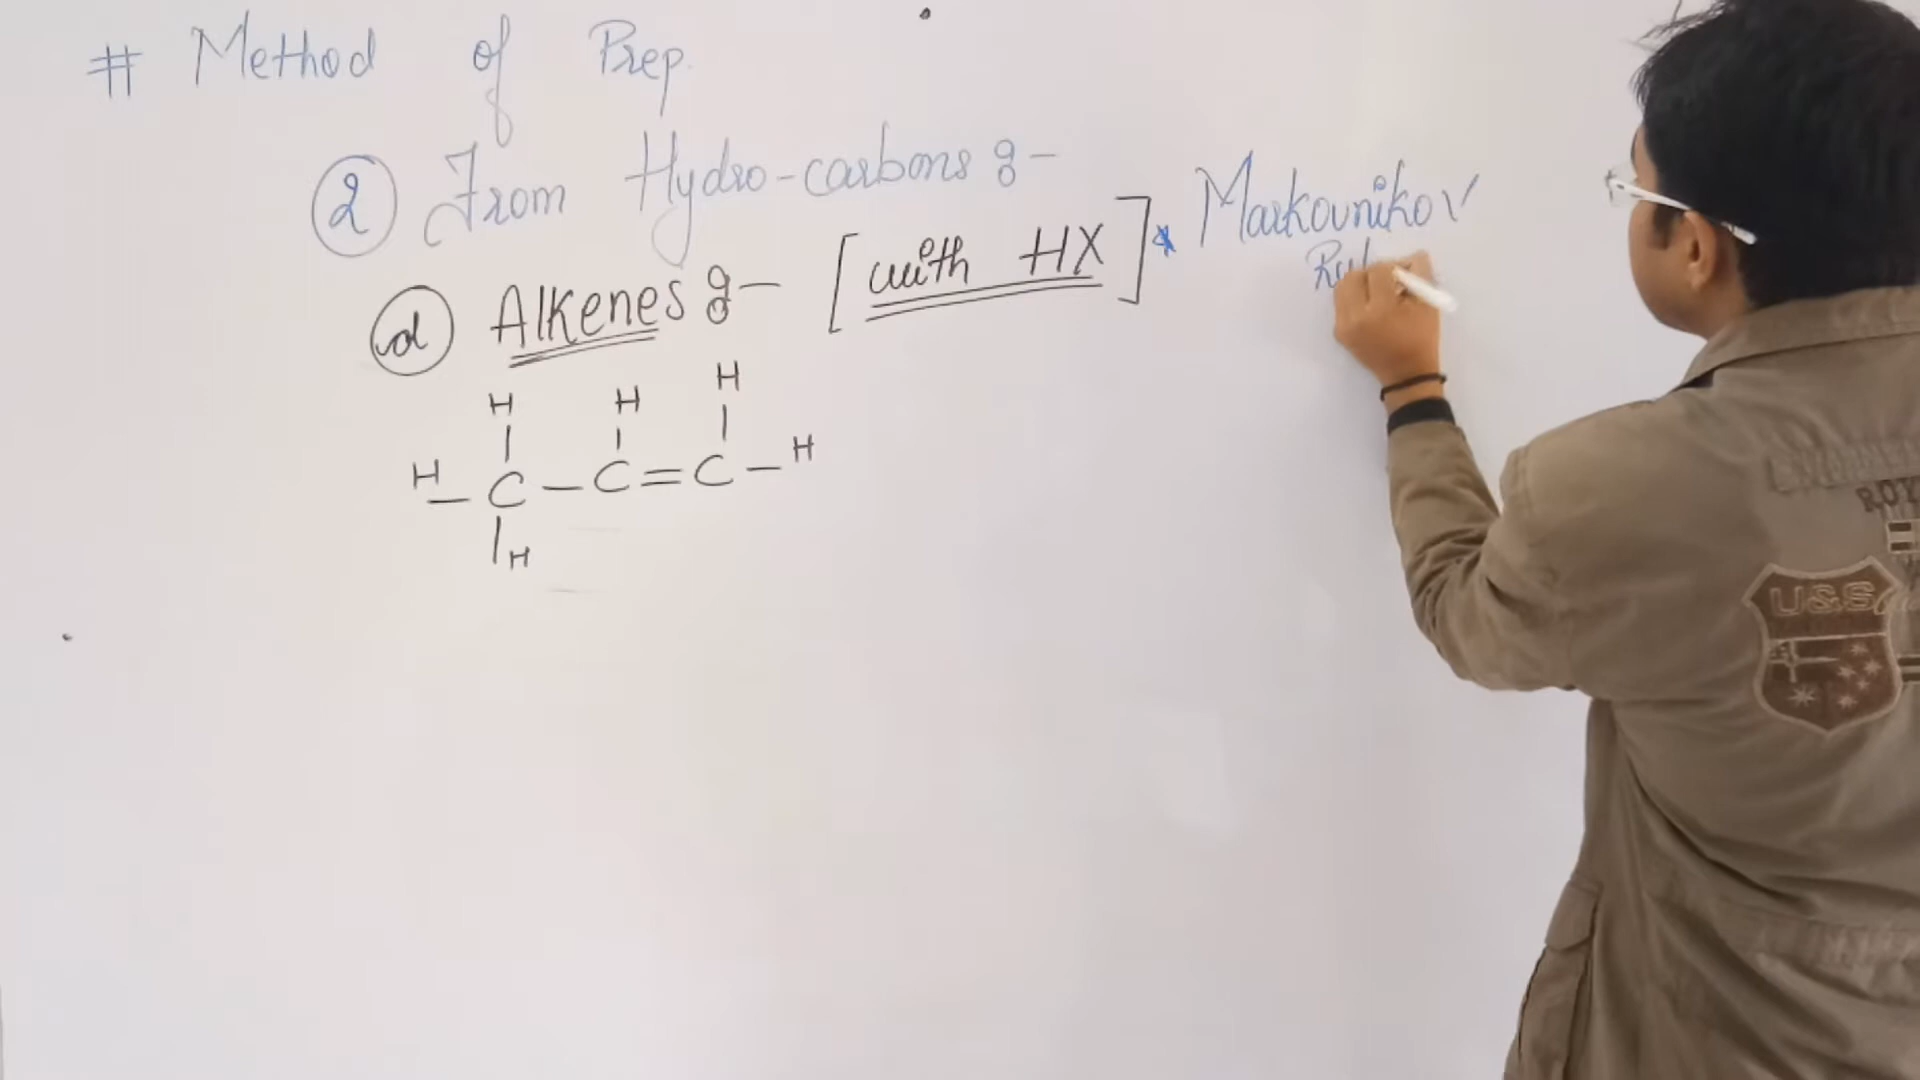 # Method of Prep.
2 From Hydro-carbons :-
d Alkenes :- [with HX] * Markovnikov
H H H
H - C - C = C - H
H
U&S